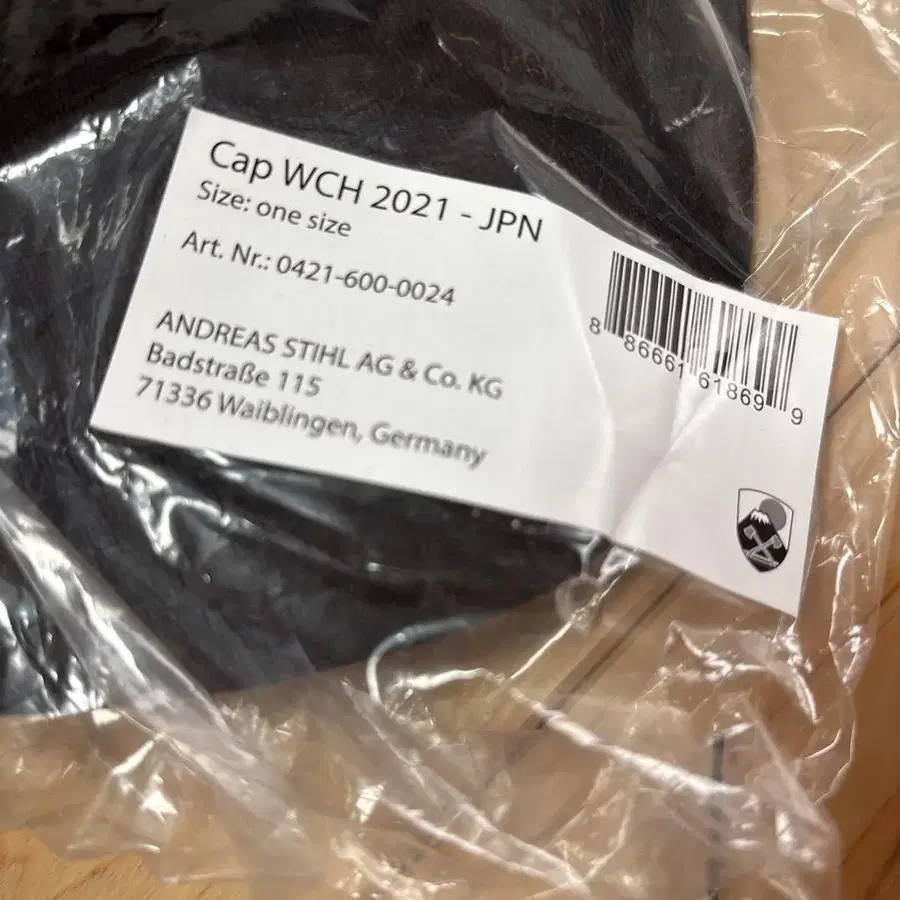 Cap WCH 2021 - JPN
Size: one size
Art. Nr.: 0421-600-0024
ANDREAS STIHL AG & Co. KG
Badstraße 115
71336 Waiblingen, Germany
8 86661 61869 9